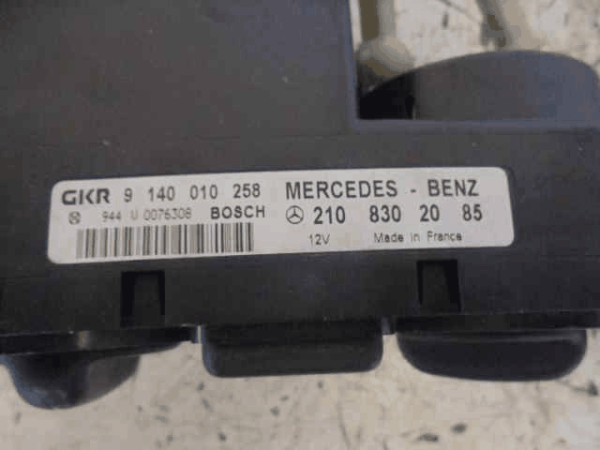 GKR 9 140 010 258 MERCEDES - BENZ
944 U 0076308 BOSCH 210 830 20 85
12V Made in France